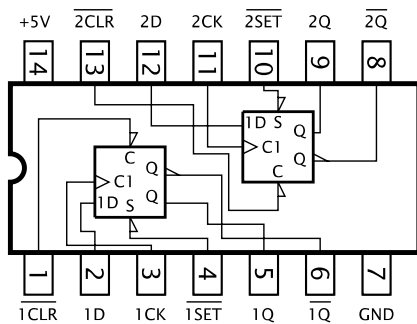 +5V 2CLR 2D 2CK 2SET 2Q 2Q
14 13 12 11 10 9 8
1D S
Q
C1
Q
C
C
Q
C1
1D
Q
S
1 2 3 4 5 6 7
1CLR 1D 1CK 1SET 1Q 1Q GND